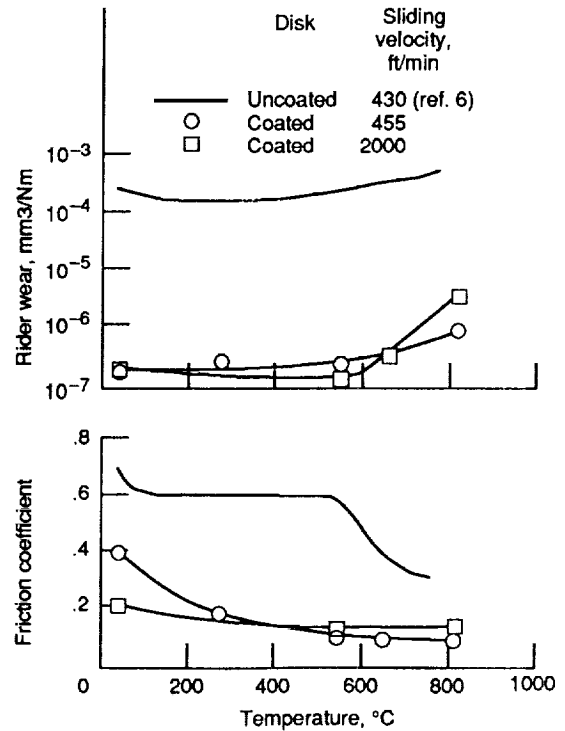 Disk
Sliding
velocity,
ft/min
Uncoated 430 (ref. 6)
Coated 455
Coated 2000
Rider wear, mm3/Nm
10⁻³
10⁻⁴
10⁻⁵
10⁻⁶
10⁻⁷
Friction coefficient
.8
.6
.4
.2
0 200 400 600 800 1000
Temperature, °C